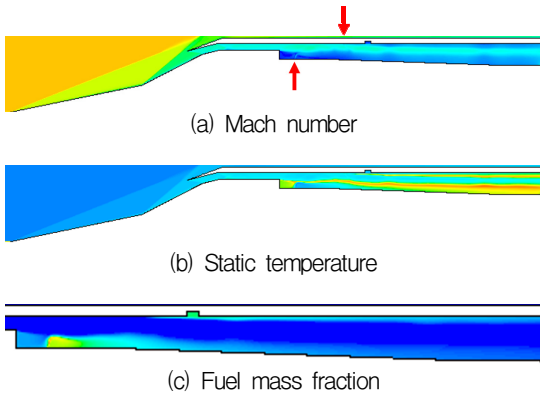 (a) Mach number
(b) Static temperature
(c) Fuel mass fraction